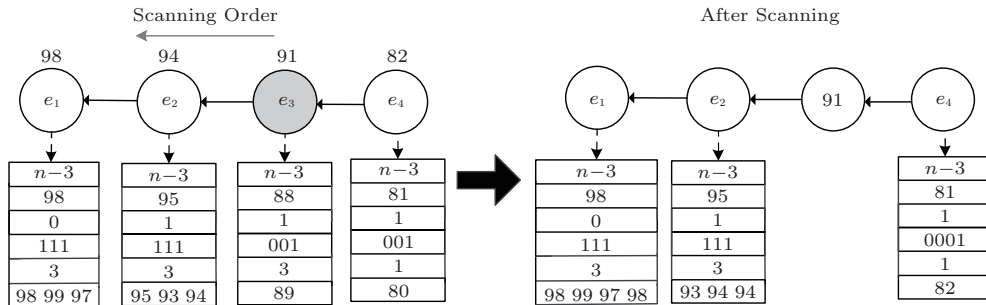 Scanning Order
After Scanning
98 94 91 82
e₁ e₂ e₃ e₄
e₁ e₂ 91 e₄
n−3 n−3 n−3 n−3
98 95 88 81
0 1 1 1
111 111 001 001
3 3 3 1
98 99 97 95 93 94 89 80
n−3 n−3 n−3
98 95 81
0 1 1
111 111 0001
3 3 1
98 99 97 98 93 94 94 82